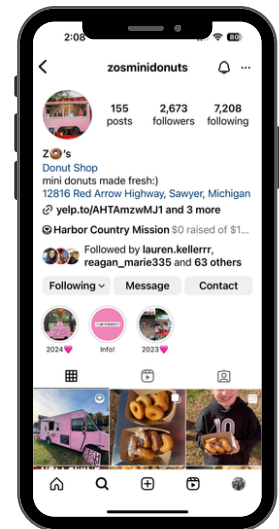 2:08
80
zosminidonuts
155 2,673 7,208
posts followers following
Z🍩's
Donut Shop
mini donuts made fresh:)
12816 Red Arrow Highway, Sawyer, Michigan
yelp.to/AHTAmzwMJ1 and 3 more
Harbor Country Mission $0 raised of $1...
Followed by lauren.kellerrr,
reagan_marie335 and 63 others
Following Message Contact
2024🩷 Info! 2023🩷
10